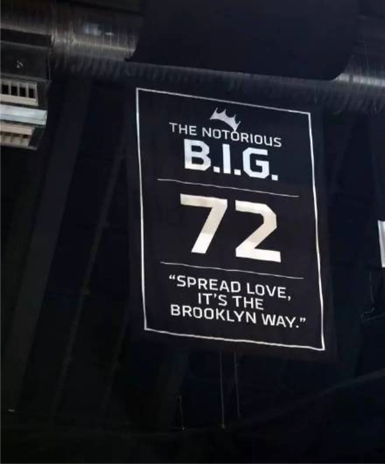 THE NOTORIOUS
B.I.G.
72
“SPREAD LOVE,
IT’S THE
BROOKLYN WAY.”